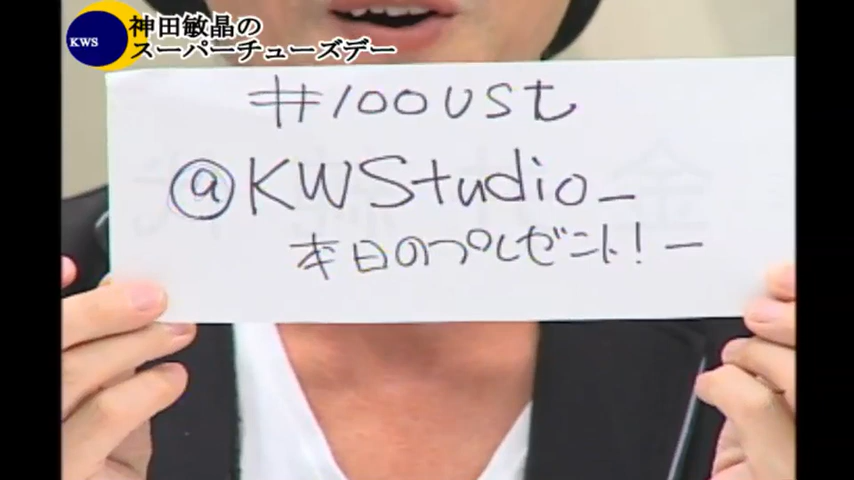 KWS
神田敏晶の
スーパーチューズデー
#100ust
@KWStudio_
本日のプレゼント!ー